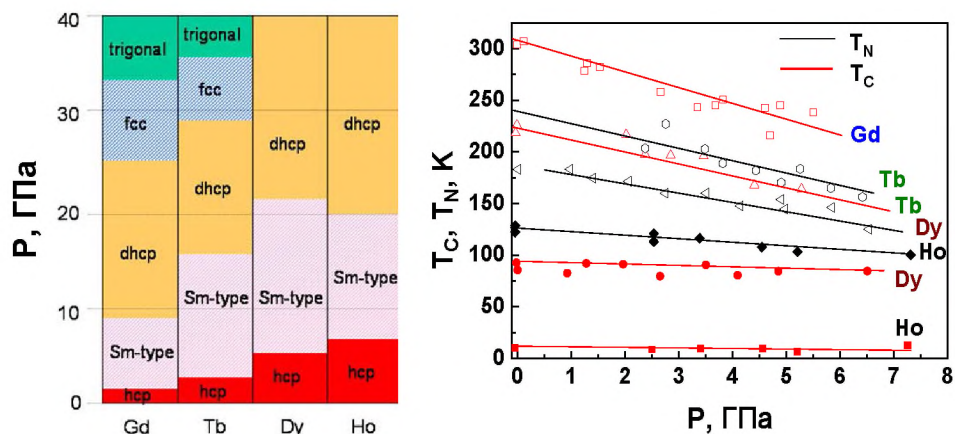 P, ГПа
40
30
20
10
0
trigonal
fcc
dhcp
Sm-type
hcp
trigonal
fcc
dhcp
Sm-type
hcp
dhcp
Sm-type
hcp
dhcp
Sm-type
hcp
Gd
Tb
Dy
Ho
T_C, T_N, K
300
250
200
150
100
50
0
T_N
T_C
Gd
Tb
Tb
Dy
Ho
Dy
Ho
0 1 2 3 4 5 6 7 8
P, ГПа